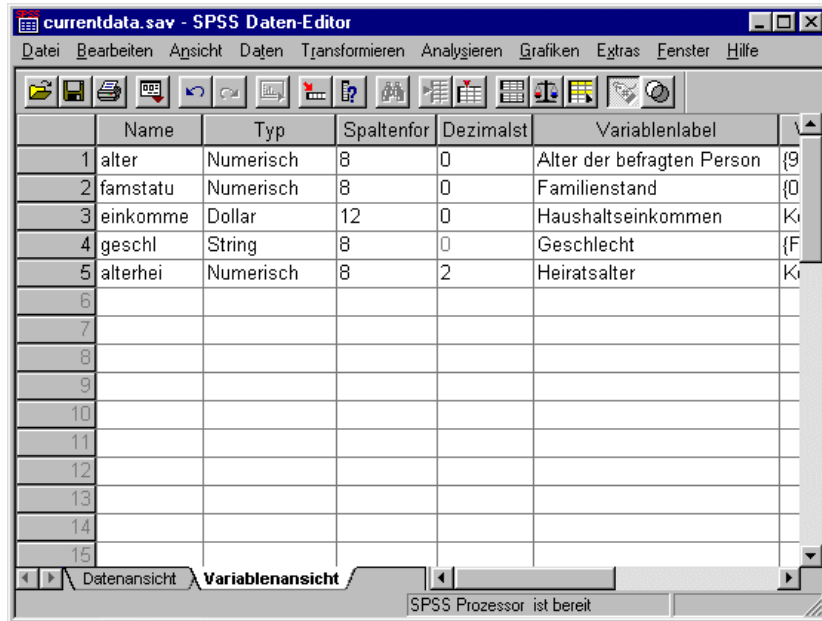 currentdata.sav - SPSS Daten-Editor
Datei Bearbeiten Ansicht Daten Transformieren Analysieren Grafiken Extras Fenster Hilfe
Name Typ Spaltenfor Dezimalst Variablenlabel
1 alter Numerisch 8 0 Alter der befragten Person {9
2 famstatu Numerisch 8 0 Familienstand {0
3 einkomme Dollar 12 0 Haushaltseinkommen K
4 geschl String 8 0 Geschlecht {F
5 alterhei Numerisch 8 2 Heiratsalter K
6
7
8
9
10
11
12
13
14
15
Datenansicht Variablenansicht
SPSS Prozessor ist bereit